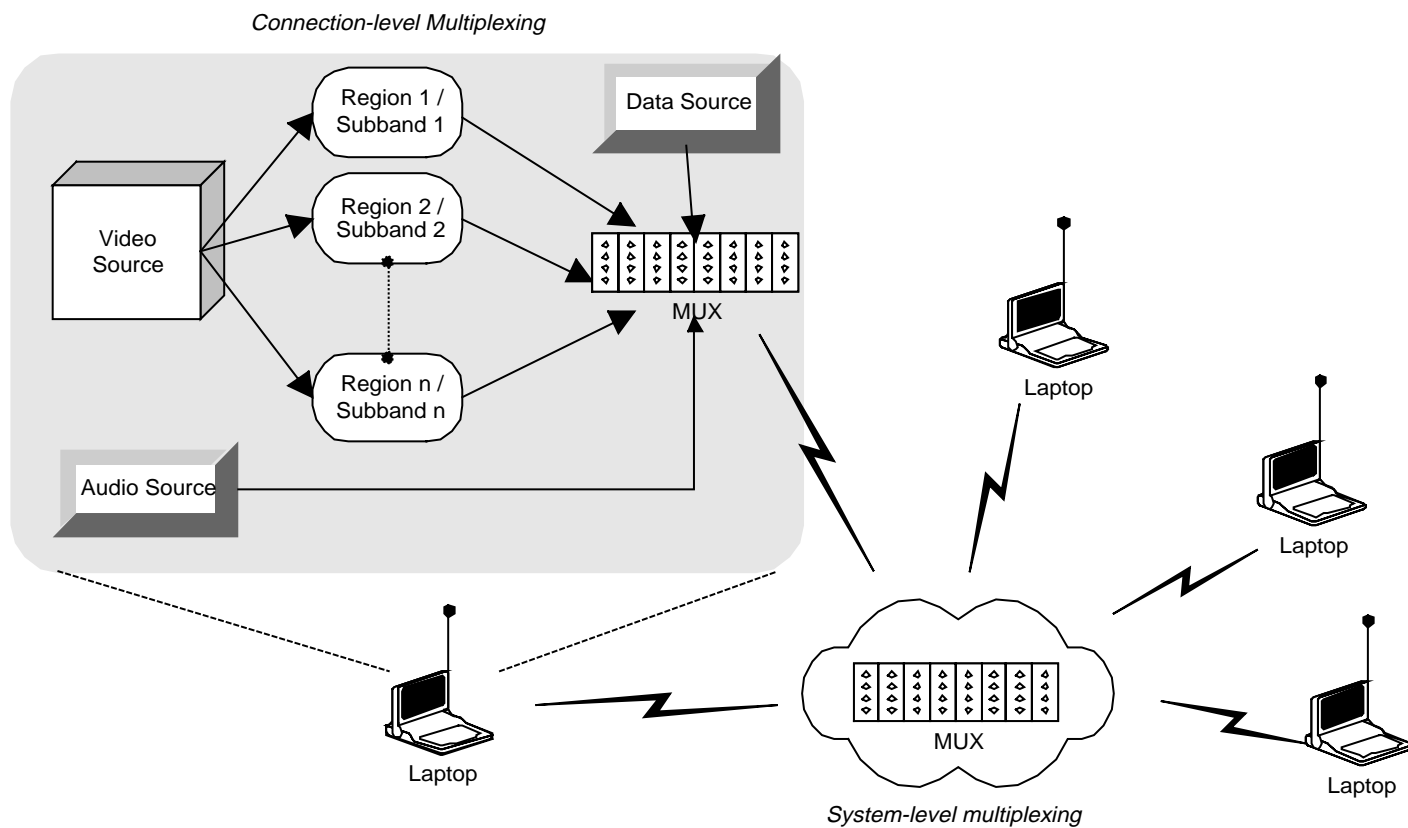 Connection-level Multiplexing
Region 1 /
Subband 1
Data Source
Region 2 /
Subband 2
Video
Source
MUX
Region n /
Subband n
Audio Source
Laptop
Laptop
Laptop
MUX
Laptop
Laptop
System-level multiplexing